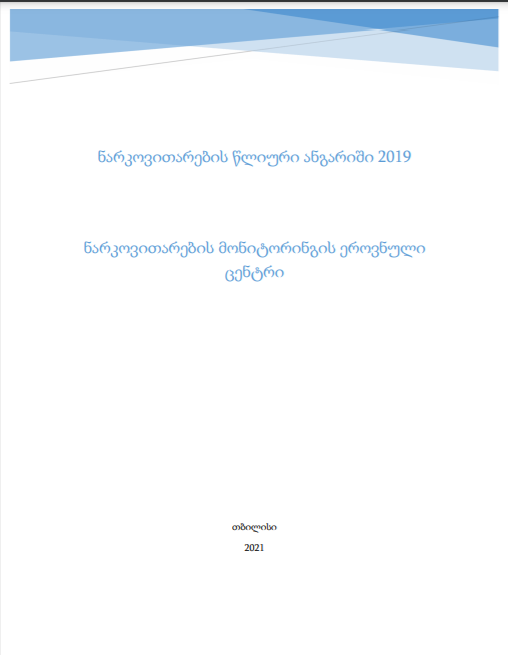 ნარკოვითარების წლიური ანგარიში 2019
ნარკოვითარების მონიტორინგის ეროვნული
ცენტრი
თბილისი
2021